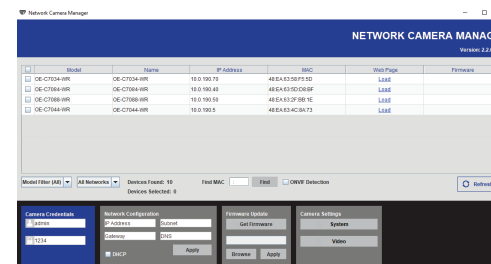 Network Camera Manager
NETWORK CAMERA MANAG
Version: 2.2.
Model Name IP Address MAC Web Page Firmware
OE-C7034-WR OE-C7034-WR 10.0.190.70 48:EA:63:58:F5:5D Load
OE-C7084-WR OE-C7084-WR 10.0.190.40 48:EA:63:5D:D8:BF Load
OE-C7088-WR OE-C7088-WR 10.0.190.50 48:EA:63:2F:BB:1E Load
OE-C7044-WR OE-C7044-WR 10.0.190.5 48:EA:63:4C:8A:73 Load
Model Filter (All) All Networks Devices Found: 10 Find MAC : Find ONVIF Detection Refres
Devices Selected: 0
Camera Credentials Network Configuration Firmware Update Camera Settings
admin IP Address Subnet Get Firmware System
1234 Gateway DNS Video
DHCP Apply Browse Apply